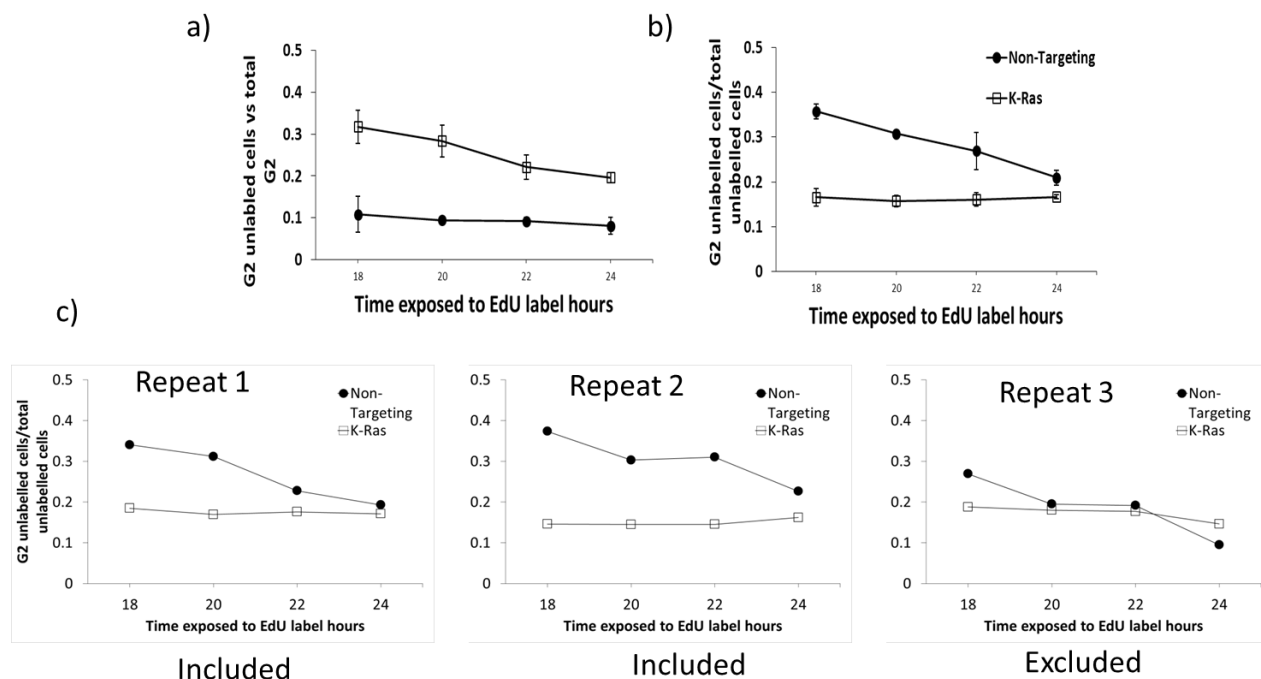 a)
G2 unlabled cells vs total
G2
0.5
0.4
0.3
0.2
0.1
0
18
20
22
24
Time exposed to EdU label hours
b)
G2 unlabelled cells/total
unlabelled cells
0.5
0.4
0.3
0.2
0.1
0
18
20
22
24
Time exposed to EdU label hours
Non-Targeting
K-Ras
c)
Repeat 1
G2 unlabelled cells/total
unlabelled cells
0.5
0.4
0.3
0.2
0.1
0
18
20
22
24
Time exposed to EdU label hours
Non-
Targeting
K-Ras
Included
Repeat 2
0.5
0.4
0.3
0.2
0.1
0
18
20
22
24
Time exposed to EdU label hours
Non-
Targeting
K-Ras
Included
Repeat 3
0.5
0.4
0.3
0.2
0.1
0
18
20
22
24
Time exposed to EdU label hours
Non-
Targeting
K-Ras
Excluded